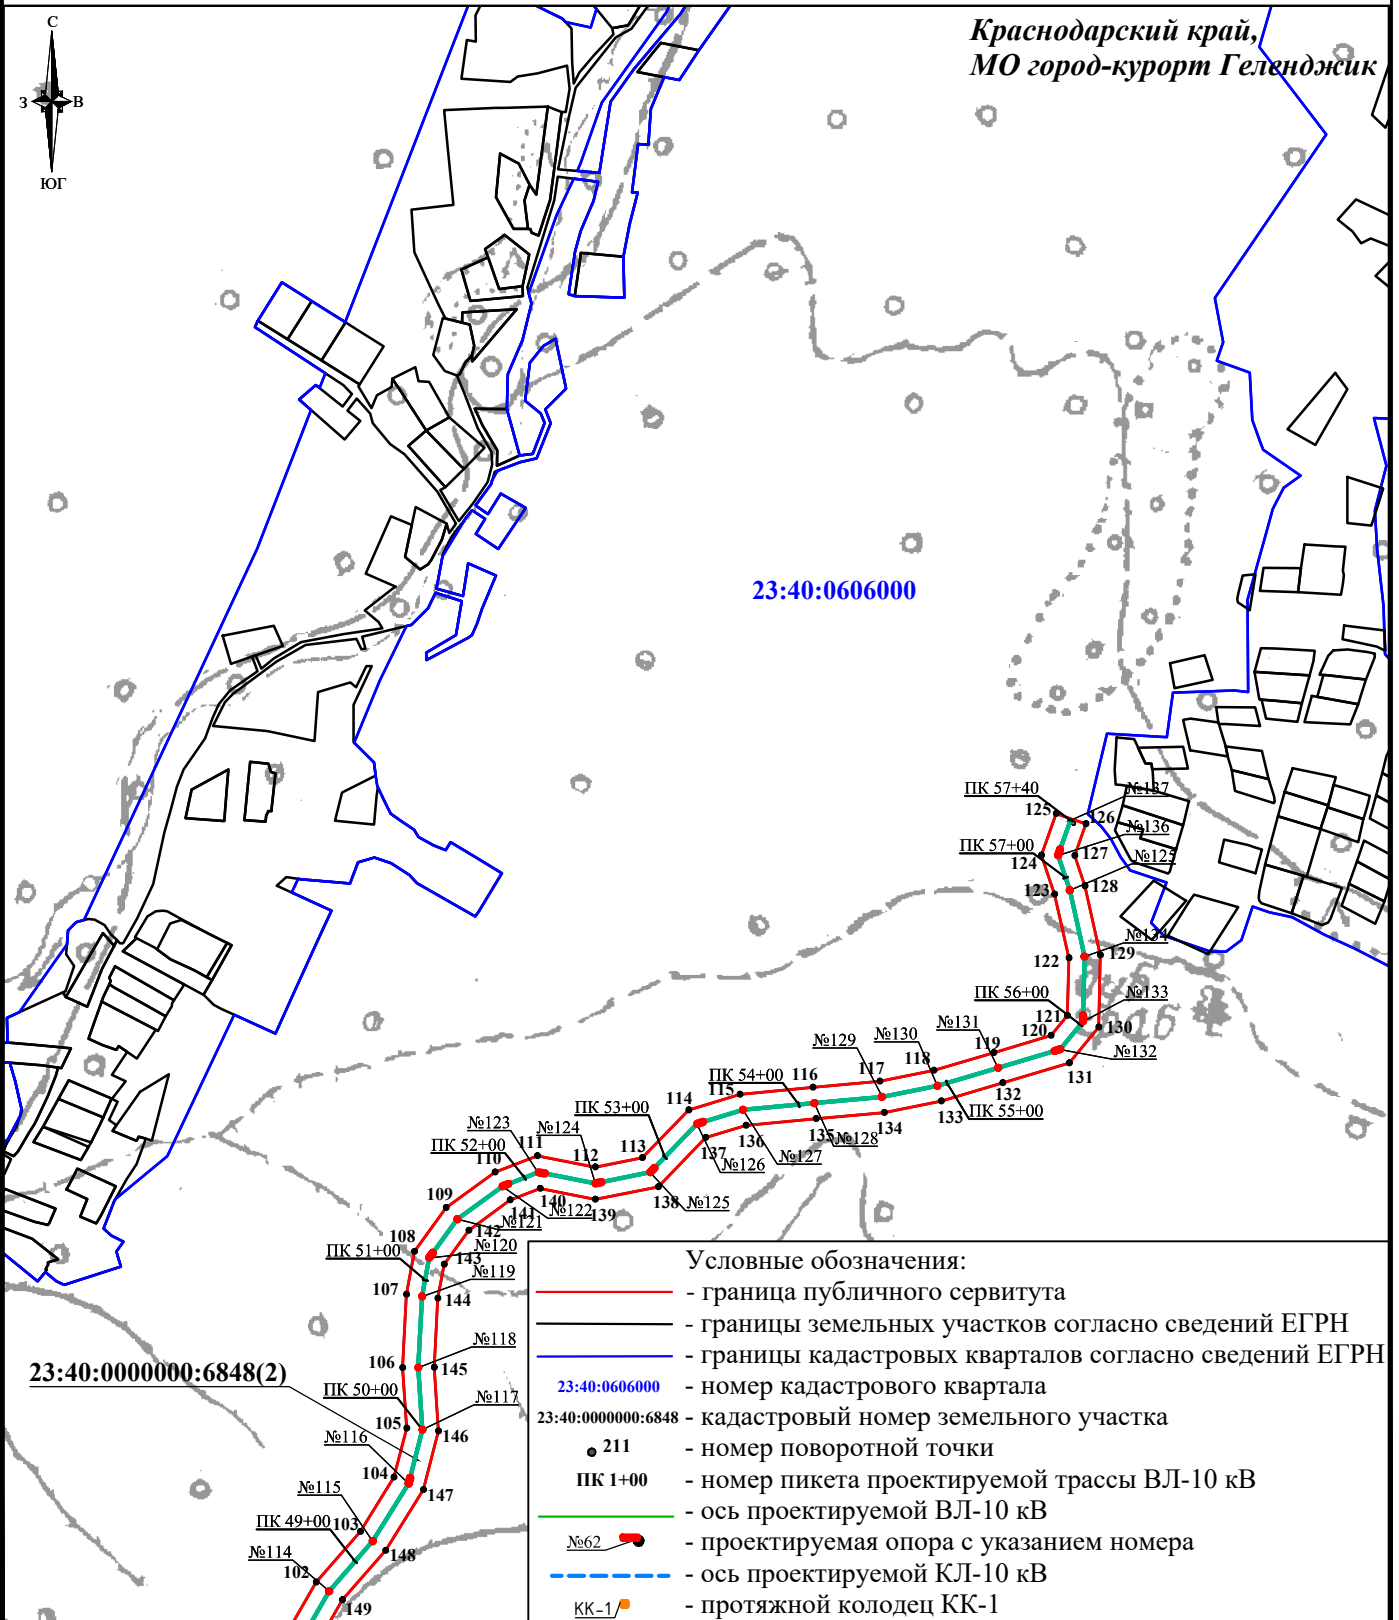 Краснодарский край,
МО город-курорт Геленджик
С
З
В
ЮГ
23:40:0606000
ПК 57+40
№137
125
126
№136
ПК 57+00
124
127
№125
123
128
№134
122
129
ПК 56+00
№133
121
130
№131
120
№130
119
№132
№129
118
131
117
132
ПК 54+00
116
ПК 55+00
115
133
114
134
ПК 53+00
135
№128
№123
136
№124
137
№127
111
113
№126
ПК 52+00
112
110
138
№125
140
139
№122
109
141
№121
142
108
№120
ПК 51+00
143
№119
107
144
№118
106
145
23:40:0000000:6848(2)
ПК 50+00
№117
105
146
№116
104
147
№115
ПК 49+00
103
№114
148
102
149
Условные обозначения:
- граница публичного сервитута
- границы земельных участков согласно сведений ЕГРН
- границы кадастровых кварталов согласно сведений ЕГРН
23:40:0606000 - номер кадастрового квартала
23:40:0000000:6848 - кадастровый номер земельного участка
211 - номер поворотной точки
ПК 1+00 - номер пикета проектируемой трассы ВЛ-10 кВ
- ось проектируемой ВЛ-10 кВ
№62 - проектируемая опора с указанием номера
- ось проектируемой КЛ-10 кВ
КК-1 - протяжной колодец КК-1